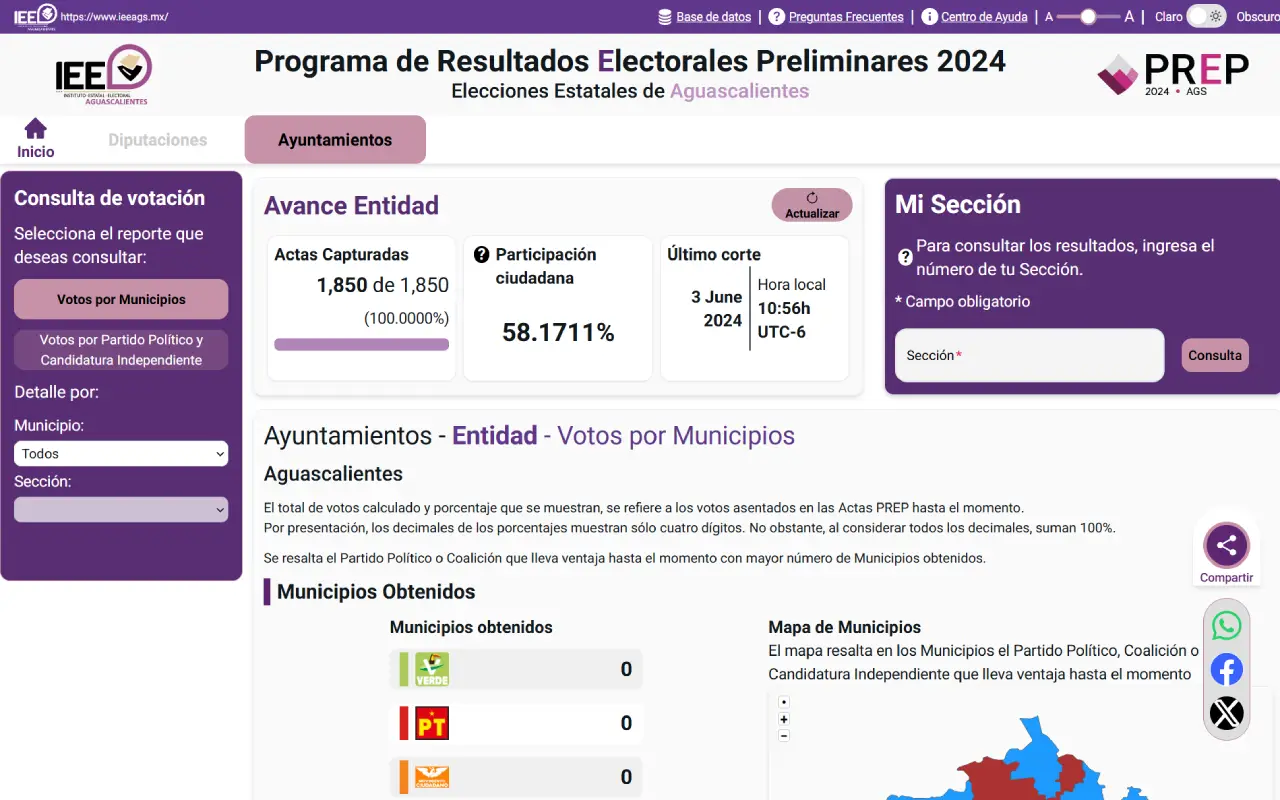 IEE
AGUASCALIENTES
https://www.ieeags.mx/
Base de datos | Preguntas Frecuentes | Centro de Ayuda | A A | Claro Obscuro
IEE
INSTITUTO ESTATAL ELECTORAL
AGUASCALIENTES
Programa de Resultados Electorales Preliminares 2024
Elecciones Estatales de Aguascalientes
PREP
2024 • AGS
Inicio
Diputaciones
Ayuntamientos
Consulta de votación
Selecciona el reporte que
deseas consultar:
Votos por Municipios
Votos por Partido Político y
Candidatura Independiente
Detalle por:
Municipio:
Todos
Sección:
Avance Entidad
Actualizar
Actas Capturadas
1,850 de 1,850
(100.0000%)
Participación
ciudadana
58.1711%
Último corte
3 June
2024
Hora local
10:56h
UTC-6
Mi Sección
Para consultar los resultados, ingresa el
número de tu Sección.
* Campo obligatorio
Sección*
Consulta
Ayuntamientos - Entidad - Votos por Municipios
Aguascalientes
El total de votos calculado y porcentaje que se muestran, se refiere a los votos asentados en las Actas PREP hasta el momento.
Por presentación, los decimales de los porcentajes muestran sólo cuatro dígitos. No obstante, al considerar todos los decimales, suman 100%.
Se resalta el Partido Político o Coalición que lleva ventaja hasta el momento con mayor número de Municipios obtenidos.
Municipios Obtenidos
Municipios obtenidos
VERDE 0
PT 0
CIUDADANO 0
Mapa de Municipios
El mapa resalta en los Municipios el Partido Político, Coalición o
Candidatura Independiente que lleva ventaja hasta el momento
+
−
Compartir